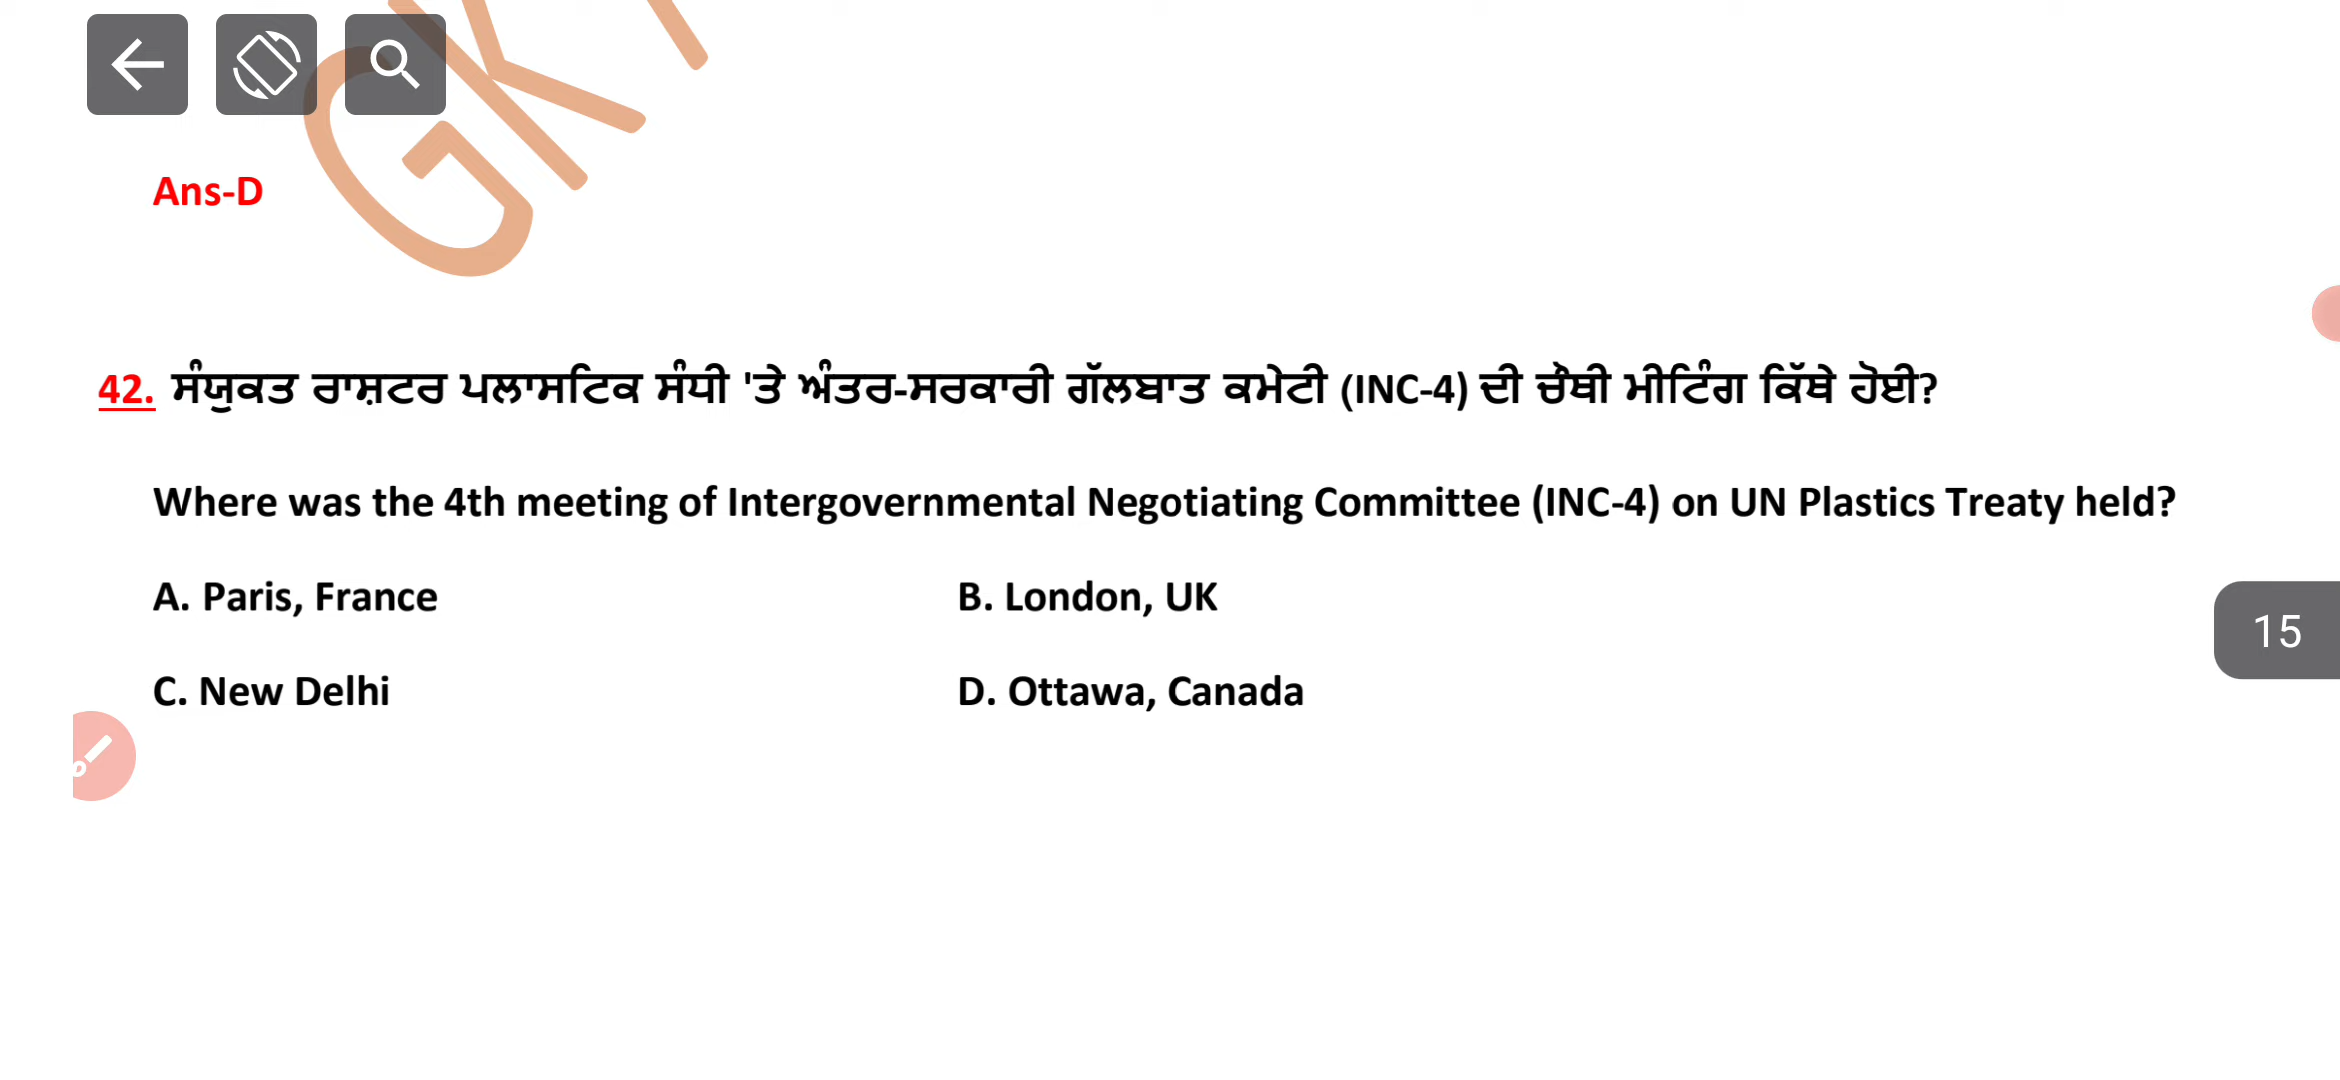 GK
Ans-D
42. ਸੰਯੁਕਤ ਰਾਸ਼ਟਰ ਪਲਾਸਟਿਕ ਸੰਧੀ 'ਤੇ ਅੰਤਰ-ਸਰਕਾਰੀ ਗੱਲਬਾਤ ਕਮੇਟੀ (INC-4) ਦੀ ਚੌਥੀ ਮੀਟਿੰਗ ਕਿੱਥੇ ਹੋਈ?
Where was the 4th meeting of Intergovernmental Negotiating Committee (INC-4) on UN Plastics Treaty held?
A. Paris, France B. London, UK
15
C. New Delhi D. Ottawa, Canada